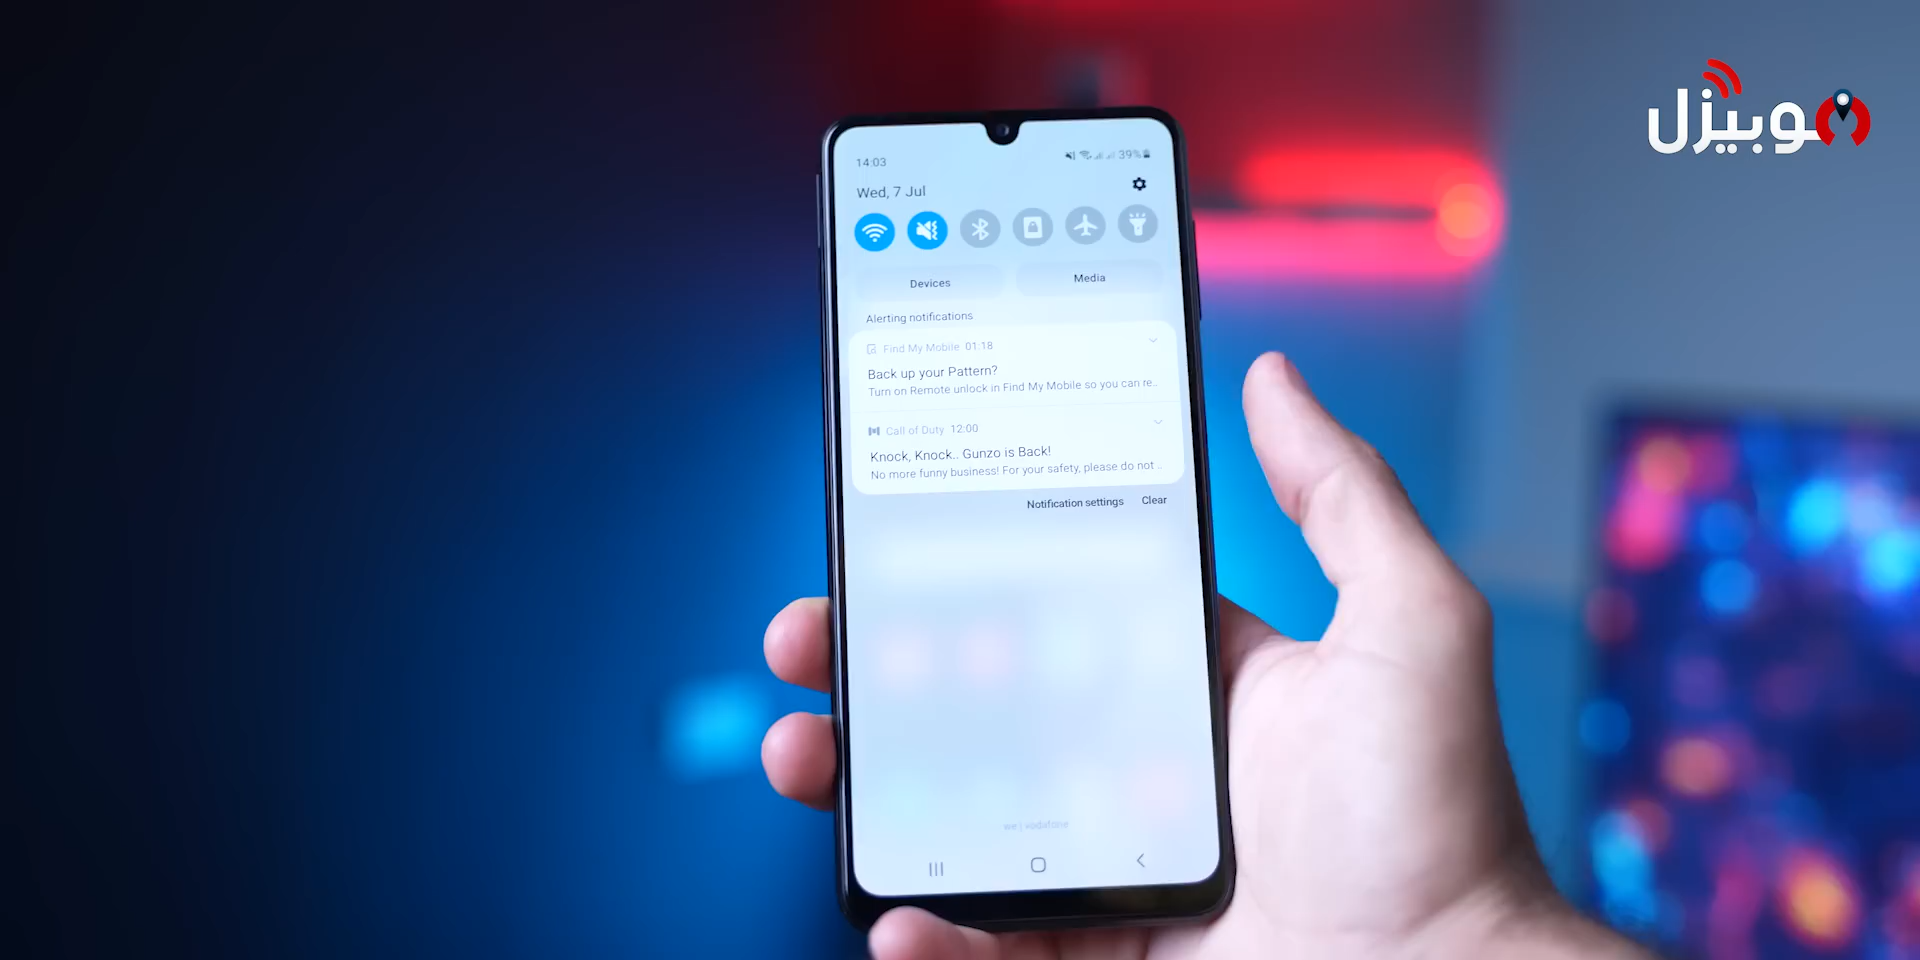 موبيزل
14:03
39%
Wed, 7 Jul
Devices
Media
Alerting notifications
Find My Mobile 01:18
Back up your Pattern?
Turn on Remote unlock in Find My Mobile so you can re..
Call of Duty 12:00
Knock, Knock.. Gunzo is Back!
No more funny business! For your safety, please do not ..
Notification settings
Clear
we | vodafone